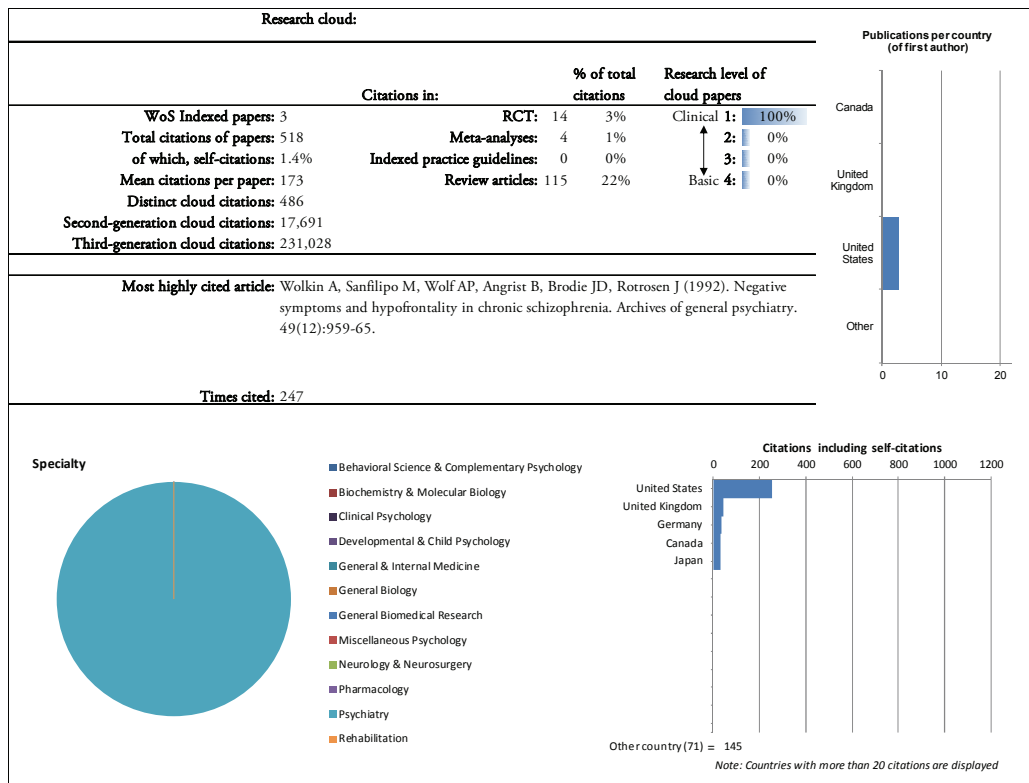 Research cloud:
% of total Research level of
Citations in: citations cloud papers
WoS Indexed papers: 3 RCT: 14 3% Clinical 1: 100%
Total citations of papers: 518 Meta-analyses: 4 1% 2: 0%
of which, self-citations: 1.4% Indexed practice guidelines: 0 0% 3: 0%
Mean citations per paper: 173 Review articles: 115 22% Basic 4: 0%
Distinct cloud citations: 486
Second-generation cloud citations: 17,691
Third-generation cloud citations: 231,028
Most highly cited article: Wolkin A, Sanfilipo M, Wolf AP, Angrist B, Brodie JD, Rotrosen J (1992). Negative
symptoms and hypofrontality in chronic schizophrenia. Archives of general psychiatry.
49(12):959-65.
Times cited: 247
Publications per country
(of first author)
Canada
United
Kingdom
United
States
Other
0 10 20
Specialty
Behavioral Science & Complementary Psychology
Biochemistry & Molecular Biology
Clinical Psychology
Developmental & Child Psychology
General & Internal Medicine
General Biology
General Biomedical Research
Miscellaneous Psychology
Neurology & Neurosurgery
Pharmacology
Psychiatry
Rehabilitation
Citations including self-citations
0 200 400 600 800 1000 1200
United States
United Kingdom
Germany
Canada
Japan
Other country (71) = 145
Note: Countries with more than 20 citations are displayed